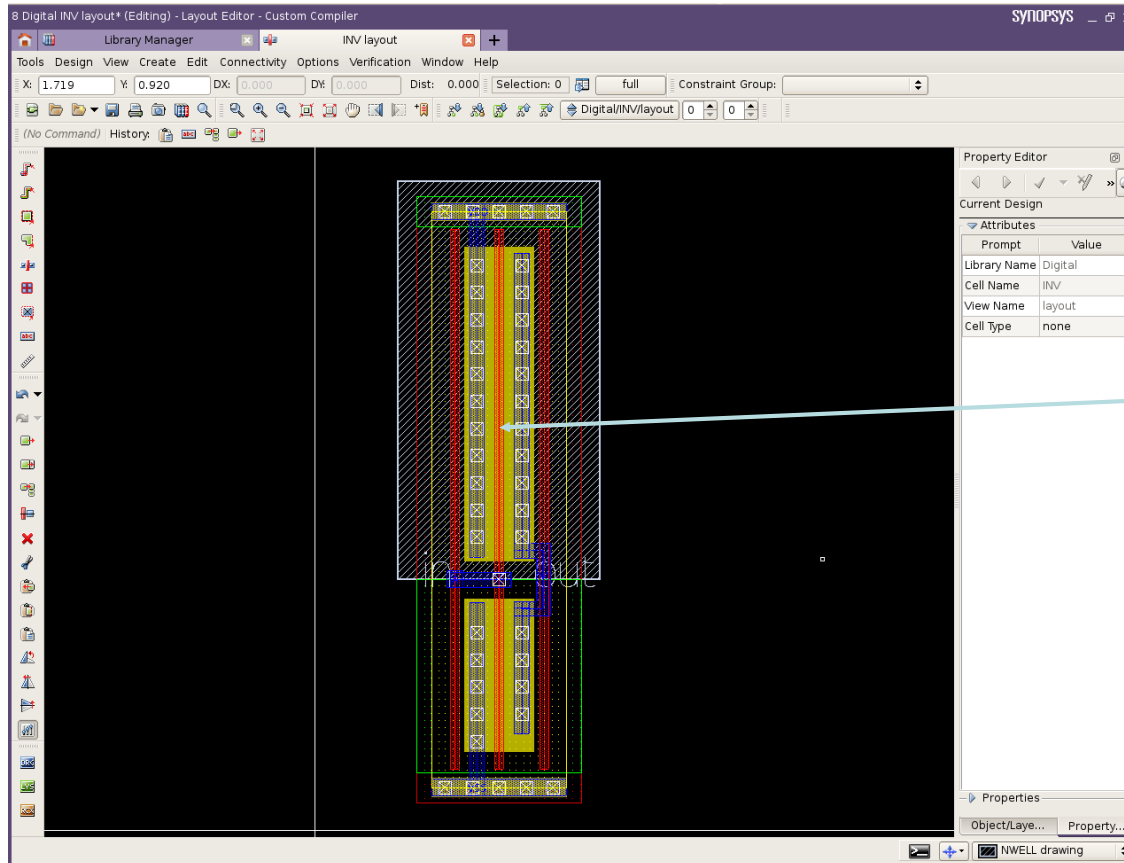 8 Digital INV layout* (Editing) - Layout Editor - Custom Compiler
SYNOPSYS
Library Manager
INV layout
Tools Design View Create Edit Connectivity Options Verification Window Help
X: 1.719 Y: 0.920 DX: 0.000 DY: 0.000 Dist: 0.000 Selection: 0 full Constraint Group:
Digital/INV/layout 0 0
(No Command) History:
Property Editor
»
Current Design
Attributes
Prompt Value
Library Name Digital
Cell Name INV
View Name layout
Cell Type none
in out
Properties
Object/Laye... Property...
NWELL drawing